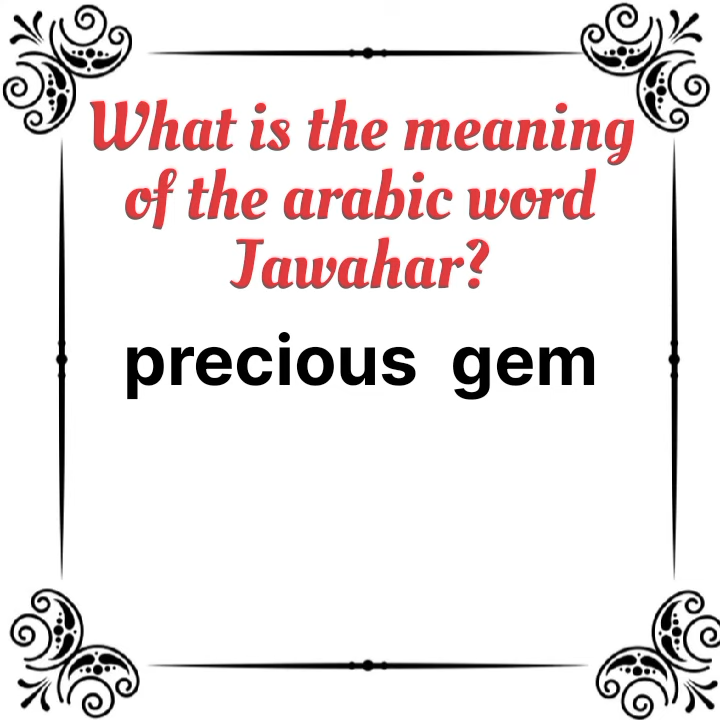 What is the meaning
of the arabic word
Jawahar?
precious gem